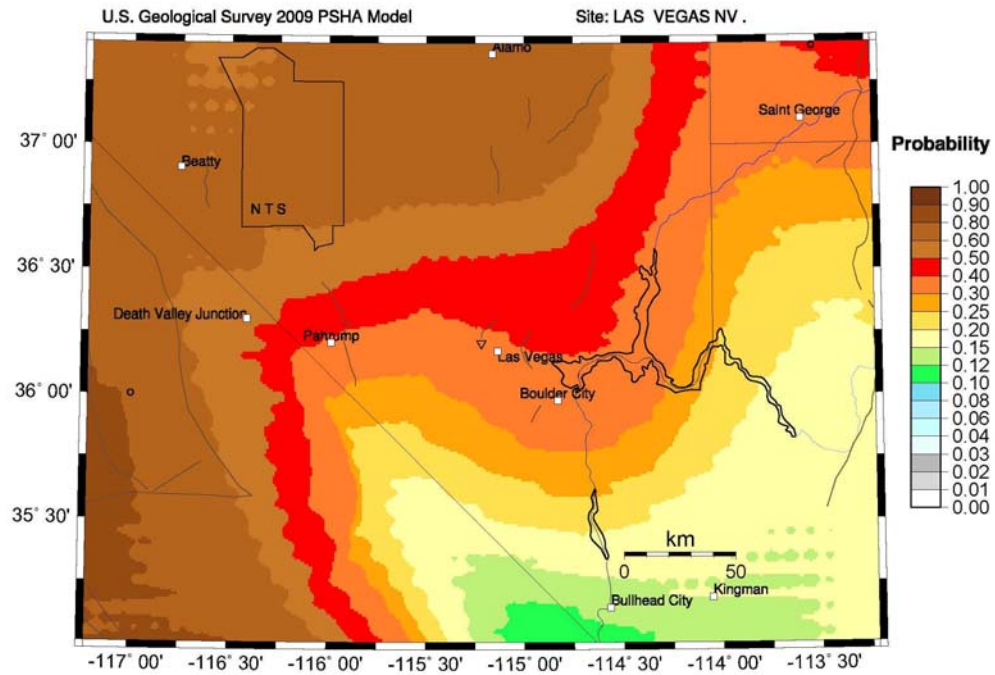 U.S. Geological Survey 2009 PSHA Model Site: LAS VEGAS NV .
Alamo
Saint George
37° 00'
Beatty
Probability
N T S
1.00
0.90
0.80
0.60
0.50
0.40
0.30
0.25
0.20
0.15
0.12
0.10
0.08
0.06
0.04
0.03
0.02
0.01
0.00
36° 30'
Death Valley Junction
Pahrump
Las Vegas
36° 00'
Boulder City
35° 30'
km
0 50
Kingman
Bullhead City
-117° 00' -116° 30' -116° 00' -115° 30' -115° 00' -114° 30' -114° 00' -113° 30'